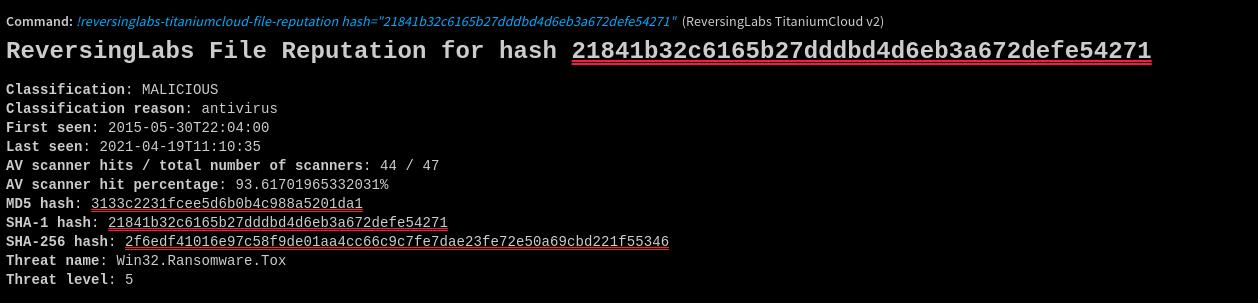 Command: !reversinglabs-titaniumcloud-file-reputation hash="21841b32c6165b27dddbd4d6eb3a672defe54271" (ReversingLabs TitaniumCloud v2)
ReversingLabs File Reputation for hash 21841b32c6165b27dddbd4d6eb3a672defe54271
Classification: MALICIOUS
Classification reason: antivirus
First seen: 2015-05-30T22:04:00
Last seen: 2021-04-19T11:10:35
AV scanner hits / total number of scanners: 44 / 47
AV scanner hit percentage: 93.61701965332031%
MD5 hash: 3133c2231fcee5d6b0b4c988a5201da1
SHA-1 hash: 21841b32c6165b27dddbd4d6eb3a672defe54271
SHA-256 hash: 2f6edf41016e97c58f9de01aa4cc66c9c7fe7dae23fe72e50a69cbd221f55346
Threat name: Win32.Ransomware.Tox
Threat level: 5